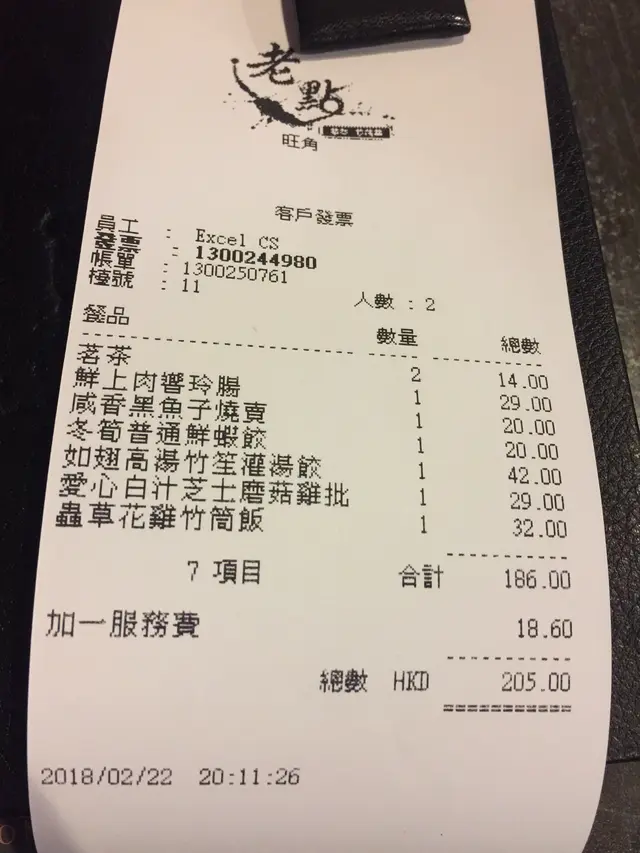 老點
旺角
客戶發票
員工 : Excel CS
發票 : 1300244980
帳單 : 1300250761
檯號 : 11 人數 : 2
餐品 數量 總數
茗茶 2 14.00
鮮上肉響玲腸 1 29.00
咸香黑魚子燒賣 1 20.00
冬筍普通鮮蝦餃 1 20.00
如翅高湯竹笙灌湯餃 1 42.00
愛心白汁芝士磨菇雞批 1 29.00
蟲草花雞竹筒飯 1 32.00
7 項目 合計 186.00
加一服務費 18.60
總數 HKD 205.00
2018/02/22 20:11:26